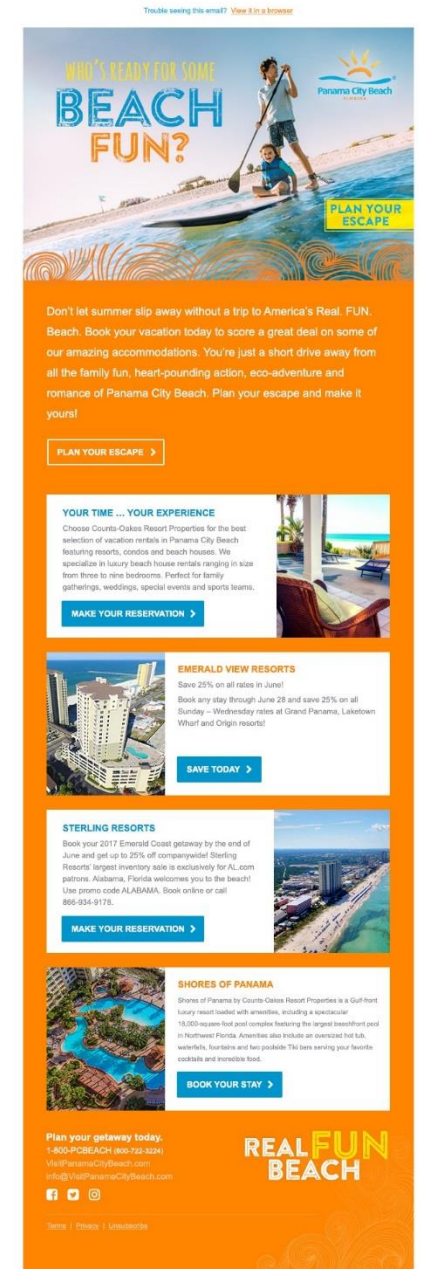 Trouble seeing this email? View it in a browser
WHO'S READY FOR SOME
BEACH
FUN?
Panama City Beach
FLORIDA
PLAN YOUR
ESCAPE
Don't let summer slip away without a trip to America's Real. FUN.
Beach. Book your vacation today to score a great deal on some of
our amazing accommodations. You're just a short drive away from
all the family fun, heart-pounding action, eco-adventure and
romance of Panama City Beach. Plan your escape and make it
yours!
PLAN YOUR ESCAPE
YOUR TIME ... YOUR EXPERIENCE
Choose Counts-Oakes Resort Properties for the best
selection of vacation rentals in Panama City Beach
featuring resorts, condos and beach houses. We
specialize in luxury beach house rentals ranging in size
from three to nine bedrooms. Perfect for family
gatherings, weddings, special events and sports teams.
MAKE YOUR RESERVATION
EMERALD VIEW RESORTS
Save 25% on all rates in June!
Book any stay through June 28 and save 25% on all
Sunday – Wednesday rates at Grand Panama, Laketown
Wharf and Origin resorts!
SAVE TODAY
STERLING RESORTS
Book your 2017 Emerald Coast getaway by the end of
June and get up to 25% off companywide! Sterling
Resorts' largest inventory sale is exclusively for AL.com
patrons. Alabama, Florida welcomes you to the beach!
Use promo code ALABAMA. Book online or call
866-934-9178.
MAKE YOUR RESERVATION
SHORES OF PANAMA
Shores of Panama by Counts-Oakes Resort Properties is a Gulf-front
luxury resort loaded with amenities, including a spectacular
18,000-square-foot pool complex featuring the largest beachfront pool
in Northwest Florida. Amenities also include an oversized hot tub,
waterfalls, fountains and two poolside Tiki bars serving your favorite
cocktails and incredible food.
BOOK YOUR STAY
Plan your getaway today.
1-800-PCBEACH (800-722-3224)
VisitPanamaCityBeach.com
info@VisitPanamaCityBeach.com
REAL FUN
BEACH
Terms | Privacy | Unsubscribe